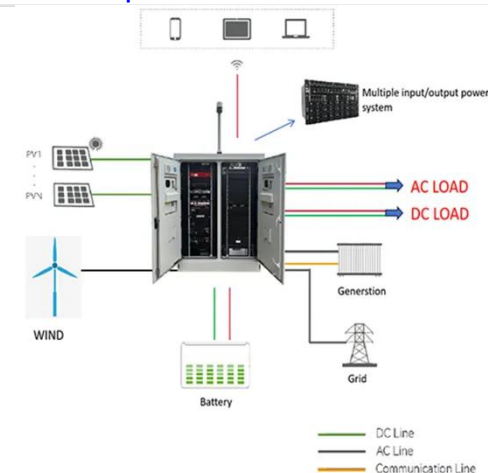 Multiple input/output power
system
PV1
PVN
AC LOAD
DC LOAD
WIND
Generstion
Grid
Battery
DC Line
AC Line
Communication Line